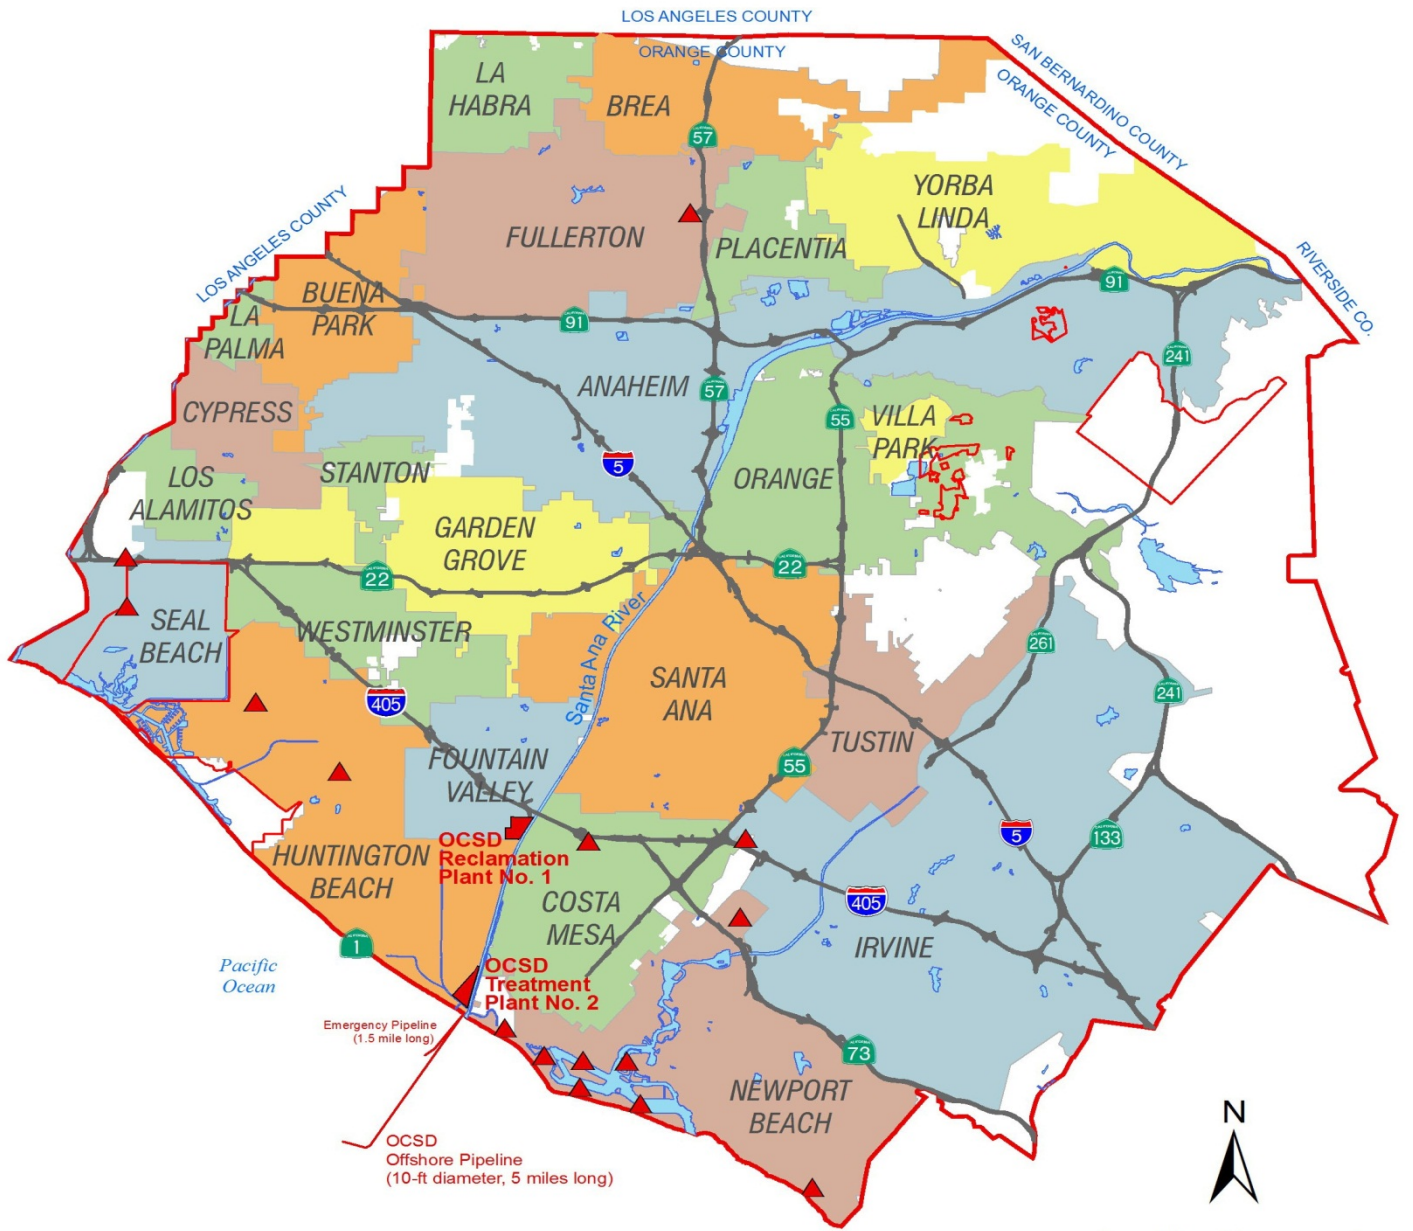 LOS ANGELES COUNTY
ORANGE COUNTY
SAN BERNARDINO COUNTY
ORANGE COUNTY
LA
HABRA
BREA
57
YORBA
LINDA
LOS ANGELES COUNTY
FULLERTON
PLACENTIA
RIVERSIDE CO.
BUENA
PARK
91
91
LA
PALMA
241
ANAHEIM
57
CYPRESS
55
VILLA
PARK
STANTON
5
ORANGE
LOS
ALAMITOS
GARDEN
GROVE
22
22
SEAL
BEACH
WESTMINSTER
Santa Ana River
261
SANTA
ANA
405
241
TUSTIN
FOUNTAIN
VALLEY
55
5
133
OCSD
Reclamation
Plant No. 1
HUNTINGTON
BEACH
COSTA
MESA
405
IRVINE
1
Pacific
Ocean
OCSD
Treatment
Plant No. 2
Emergency Pipeline
(1.5 mile long)
73
NEWPORT
BEACH
OCSD
Offshore Pipeline
(10-ft diameter, 5 miles long)
N